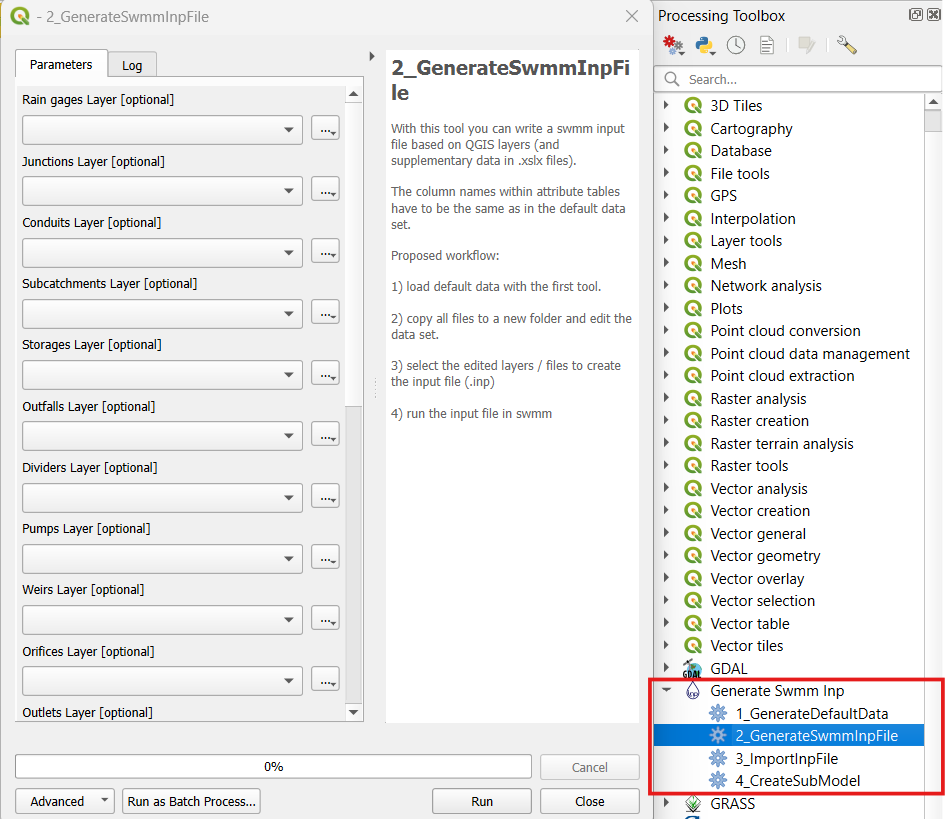 - 2_GenerateSwmmInpFile
Parameters
Log
Rain gages Layer [optional]
...
Junctions Layer [optional]
...
Conduits Layer [optional]
...
Subcatchments Layer [optional]
...
Storages Layer [optional]
...
Outfalls Layer [optional]
...
Dividers Layer [optional]
...
Pumps Layer [optional]
...
Weirs Layer [optional]
...
Orifices Layer [optional]
...
Outlets Layer [optional]
2_GenerateSwmmInpFi
le
With this tool you can write a swmm input
file based on QGIS layers (and
supplementary data in .xslx files).
The column names within attribute tables
have to be the same as in the default data
set.
Proposed workflow:
1) load default data with the first tool.
2) copy all files to a new folder and edit the
data set.
3) select the edited layers / files to create
the input file (.inp)
4) run the input file in swmm
0%
Cancel
Advanced
Run as Batch Process...
Run
Close
Processing Toolbox
Search...
3D Tiles
Cartography
Database
File tools
GPS
Interpolation
Layer tools
Mesh
Network analysis
Plots
Point cloud conversion
Point cloud data management
Point cloud extraction
Raster analysis
Raster creation
Raster terrain analysis
Raster tools
Vector analysis
Vector creation
Vector general
Vector geometry
Vector overlay
Vector selection
Vector table
Vector tiles
GDAL GDAL
Generate Swmm Inp
1_GenerateDefaultData
2_GenerateSwmmInpFile
3_ImportInpFile
4_CreateSubModel
GRASS